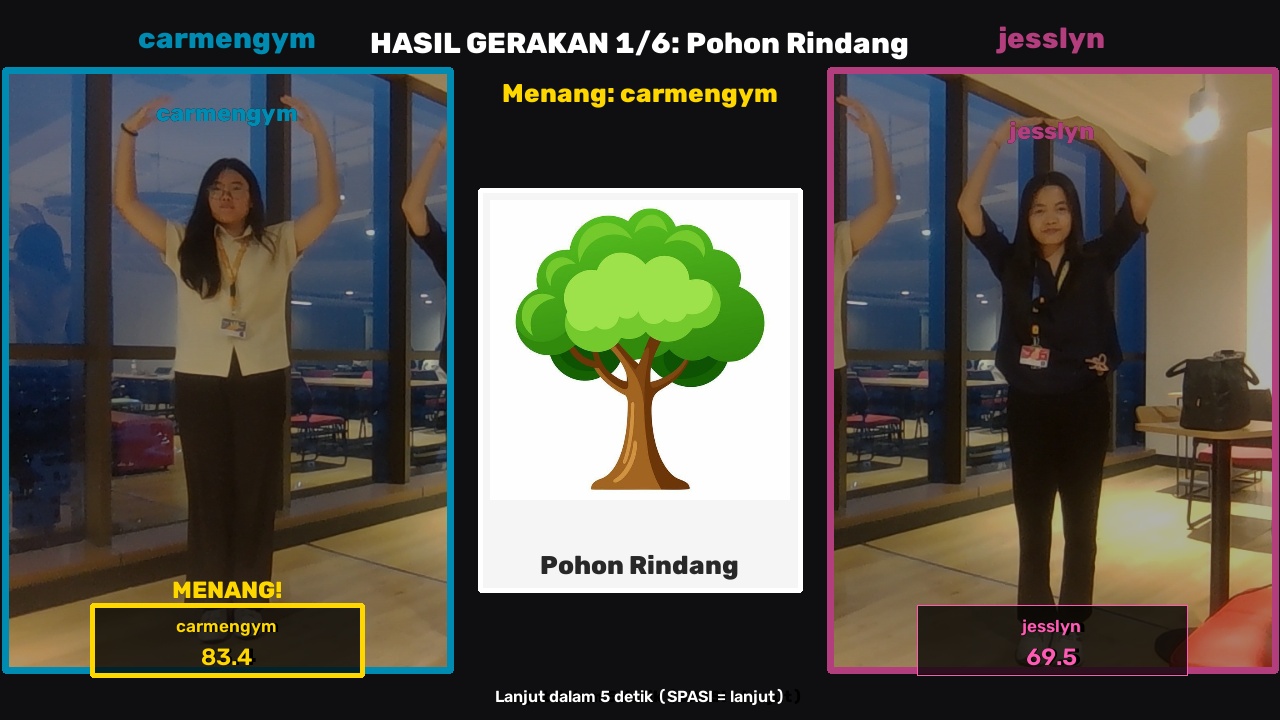 carmengym
HASIL GERAKAN 1/6: Pohon Rindang
jesslyn
Menang: carmengym
carmengym
jesslyn
Pohon Rindang
MENANG!
carmengym
83.4
jesslyn
69.5
Lanjut dalam 5 detik (SPASI = lanjut)